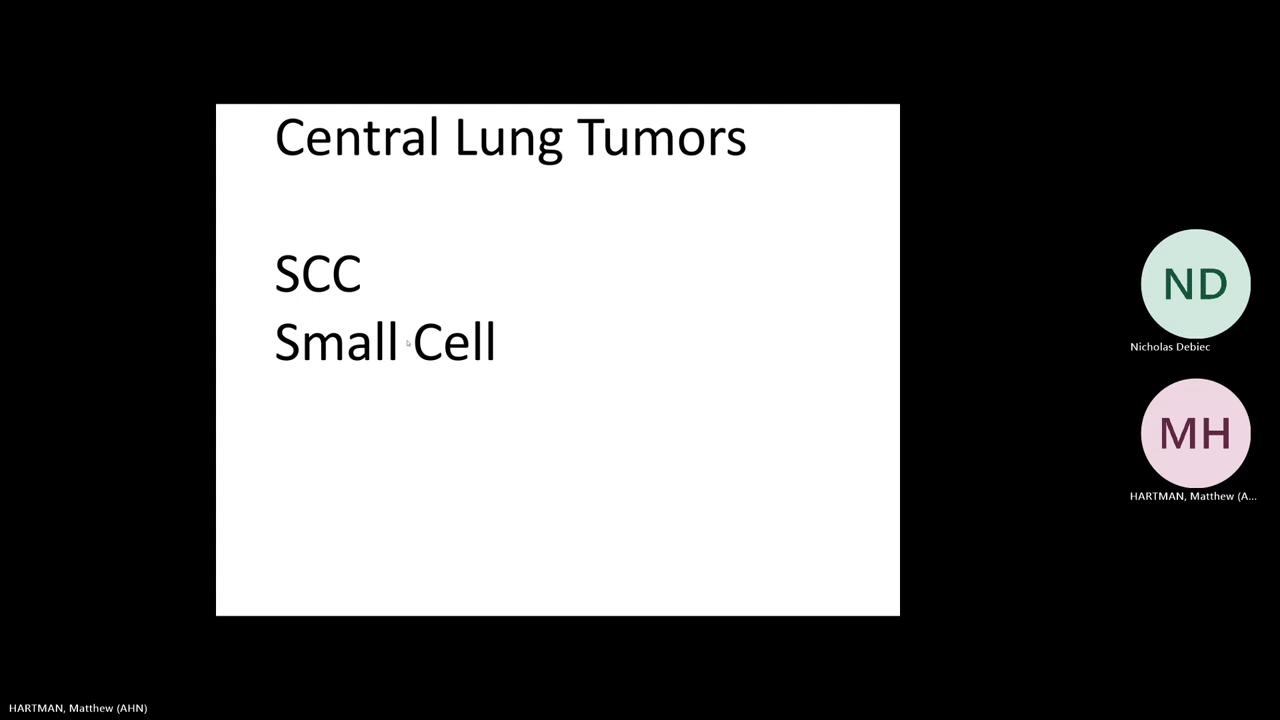 Central Lung Tumors
SCC
Small Cell
ND
Nicholas Debiec
MH
HARTMAN, Matthew (A...
HARTMAN, Matthew (AHN)